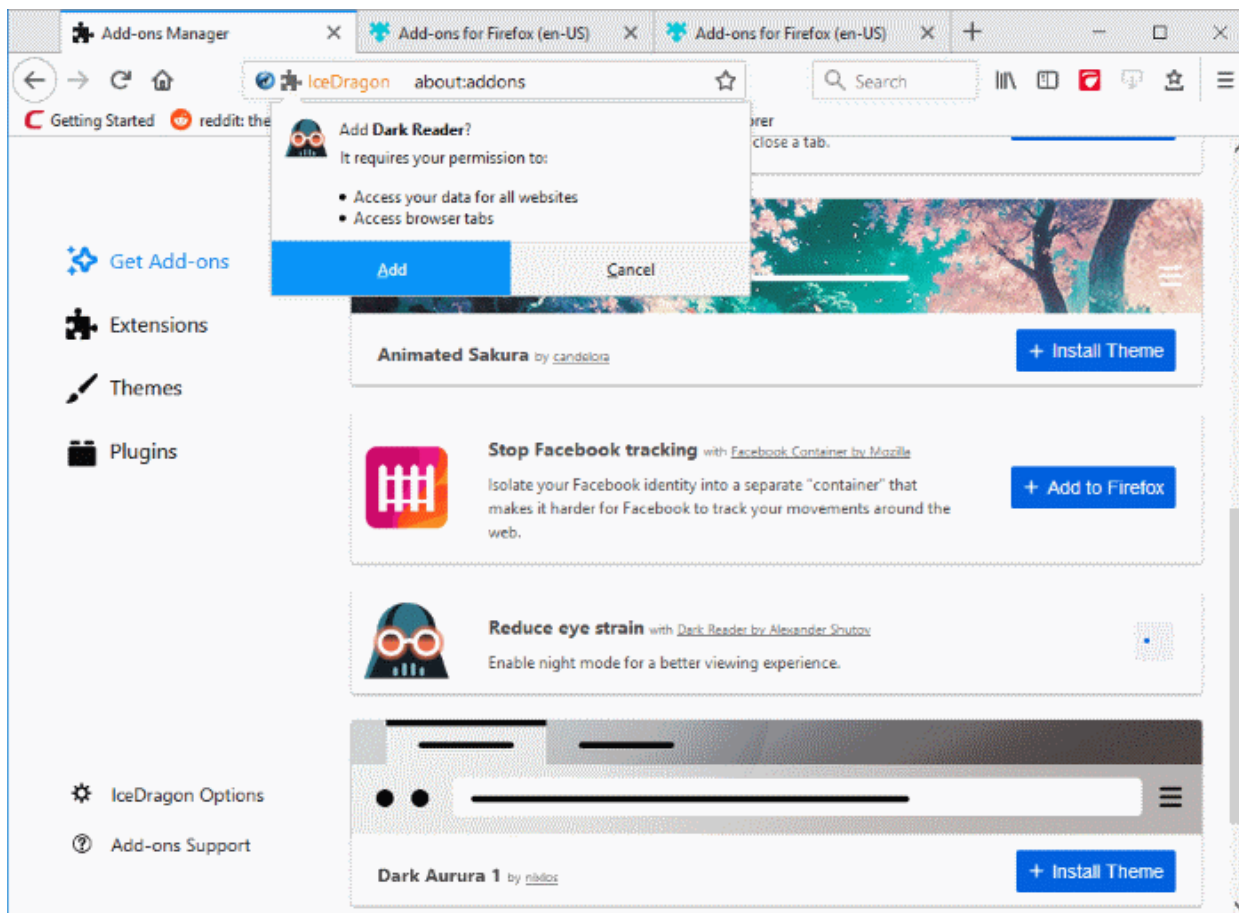 Add-ons Manager
Add-ons for Firefox (en-US)
Add-ons for Firefox (en-US)
IceDragon about:addons
Search
Getting Started
reddit: the
rer
Add Dark Reader?
It requires your permission to:
• Access your data for all websites
• Access browser tabs
Add
Cancel
close a tab.
Get Add-ons
Extensions
Themes
Plugins
IceDragon Options
Add-ons Support
Animated Sakura by candelora
+ Install Theme
Stop Facebook tracking with Facebook Container by Mozilla
Isolate your Facebook identity into a separate "container" that
makes it harder for Facebook to track your movements around the
web.
+ Add to Firefox
Reduce eye strain with Dark Reader by Alexander Shutov
Enable night mode for a better viewing experience.
Dark Aurura 1 by
+ Install Theme